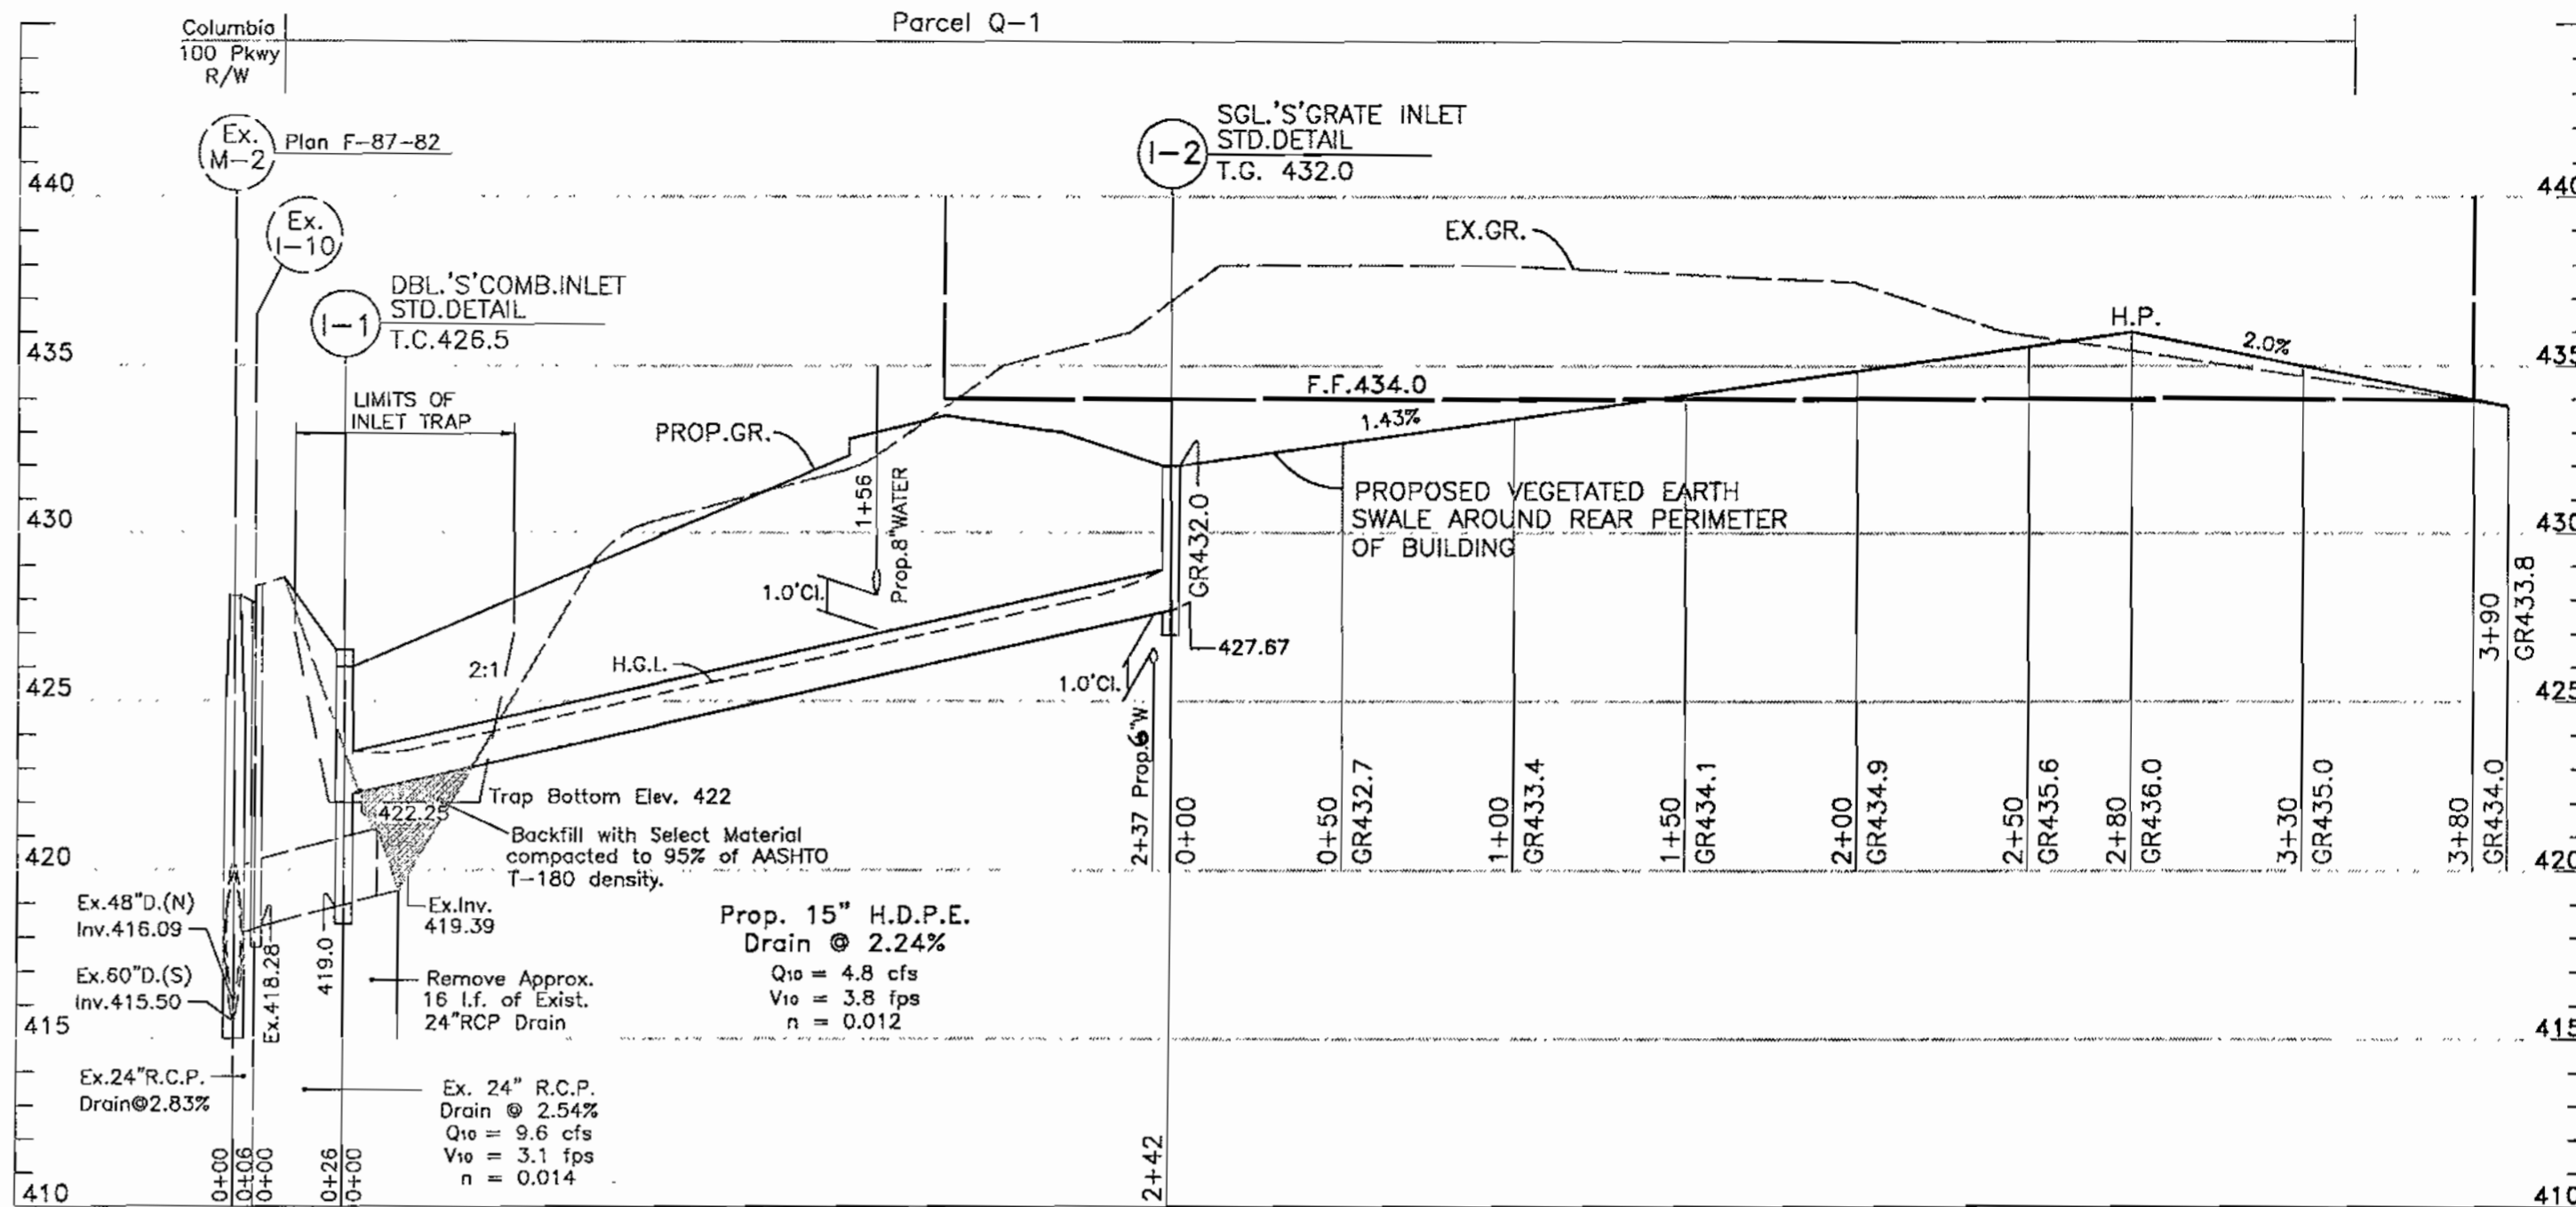 Parcel Q-1
Columbia
100 Pkwy
R/W
Ex.
M-2
Plan F-87-82
Ex.
I-10
I-1
DBL.'S'COMB.INLET
STD.DETAIL
T.C.426.5
I-2
SGL.'S'GRATE INLET
STD.DETAIL
T.G. 432.0
440
440
435
435
430
430
425
425
420
420
415
415
410
410
LIMITS OF
INLET TRAP
PROP.GR.
EX.GR.
H.P.
2.0%
F.F.434.0
1.43%
1+56
Prop.8"WATER
1.0'Cl.
GR432.0
PROPOSED VEGETATED EARTH
SWALE AROUND REAR PERIMETER
OF BUILDING
2:1
H.G.L.
427.67
1.0'Cl.
2+37 Prop.6"W
Trap Bottom Elev. 422
422.25
Backfill with Select Material
compacted to 95% of AASHTO
T-180 density.
Ex.Inv.
419.39
Ex.48"D.(N)
Inv.416.09
Ex.60"D.(S)
Inv.415.50
Ex.418.28
419.0
Remove Approx.
16 l.f. of Exist.
24"RCP Drain
Prop. 15" H.D.P.E.
Drain @ 2.24%
Q10 = 4.8 cfs
V10 = 3.8 fps
n = 0.012
Ex.24"R.C.P.
Drain@2.83%
Ex. 24" R.C.P.
Drain @ 2.54%
Q10 = 9.6 cfs
V10 = 3.1 fps
n = 0.014
0+00
0+06
0+00
0+26
0+00
2+42
0+00
0+50
GR432.7
1+00
GR433.4
1+50
GR434.1
2+00
GR434.9
2+50
GR435.6
2+80
GR436.0
3+30
GR435.0
3+80
GR434.0
3+90
GR433.8